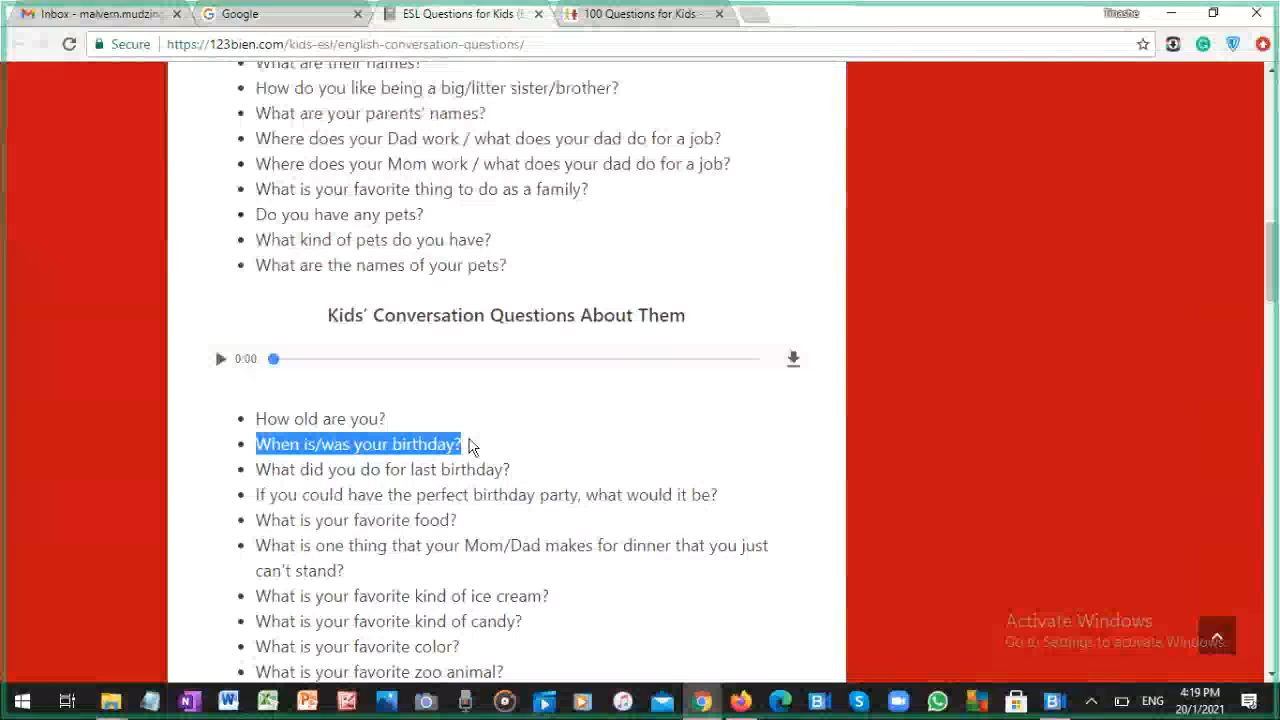 Inbox - malvern.mudzin
Google
ESL Questions for Kids (
100 Questions for Kids
Tinashe
Secure
https://123bien.com/kids-esl/english-conversation-questions/
What are their names?
How do you like being a big/litter sister/brother?
What are your parents' names?
Where does your Dad work / what does your dad do for a job?
Where does your Mom work / what does your dad do for a job?
What is your favorite thing to do as a family?
Do you have any pets?
What kind of pets do you have?
What are the names of your pets?
Kids' Conversation Questions About Them
0:00
How old are you?
When is/was your birthday?
What did you do for last birthday?
If you could have the perfect birthday party, what would it be?
What is your favorite food?
What is one thing that your Mom/Dad makes for dinner that you just
can't stand?
What is your favorite kind of ice cream?
What is your favorite kind of candy?
What is your favorite color?
What is your favorite zoo animal?
Activate Windows
Go to Settings to activate Windows.
ENG
4:19 PM
20/1/2021